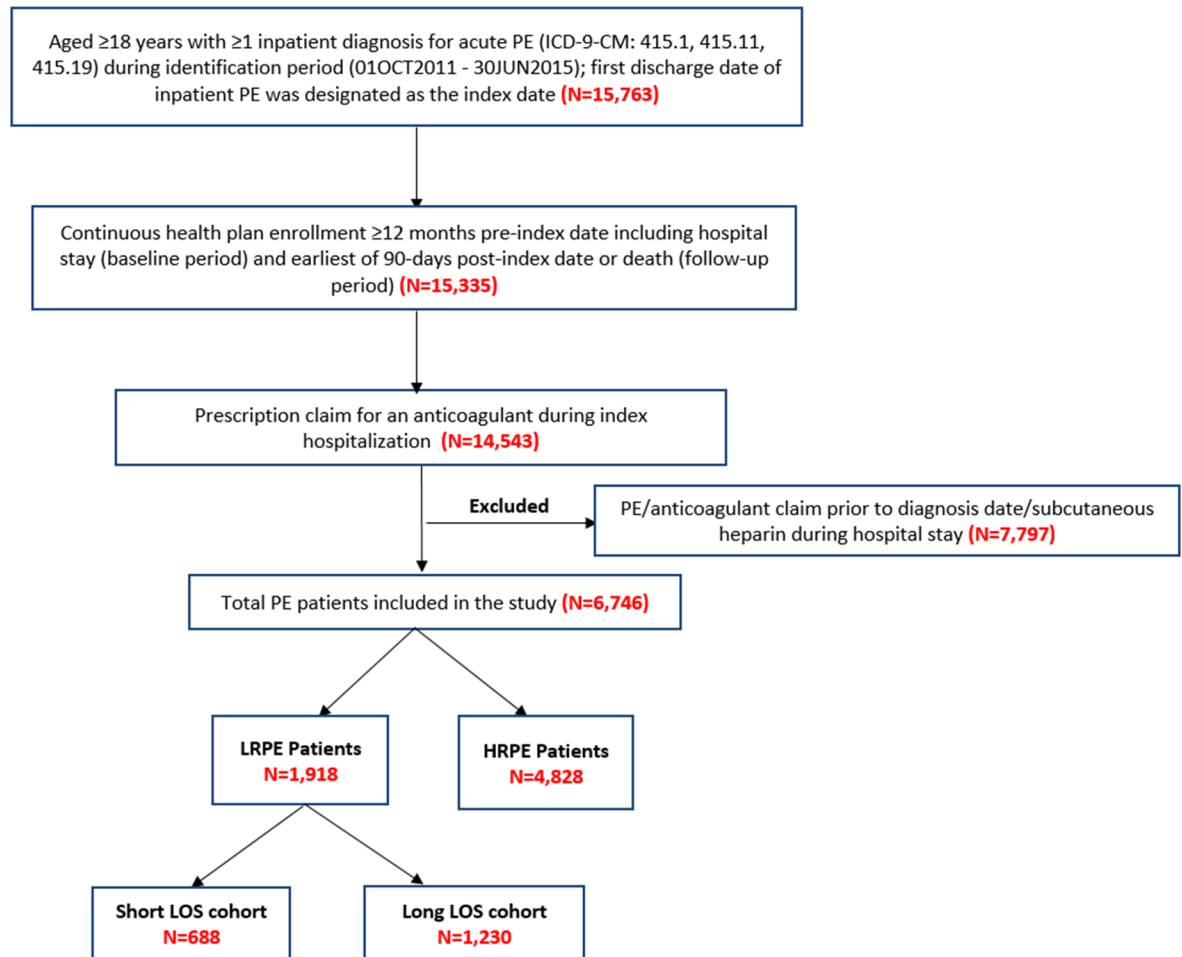 Aged ≥18 years with ≥1 inpatient diagnosis for acute PE (ICD-9-CM: 415.1, 415.11,
415.19) during identification period (01OCT2011 - 30JUN2015); first discharge date of
inpatient PE was designated as the index date (N=15,763)
Continuous health plan enrollment ≥12 months pre-index date including hospital
stay (baseline period) and earliest of 90-days post-index date or death (follow-up
period) (N=15,335)
Prescription claim for an anticoagulant during index
hospitalization (N=14,543)
Excluded
PE/anticoagulant claim prior to diagnosis date/subcutaneous
heparin during hospital stay (N=7,797)
Total PE patients included in the study (N=6,746)
LRPE Patients
N=1,918
HRPE Patients
N=4,828
Short LOS cohort
N=688
Long LOS cohort
N=1,230